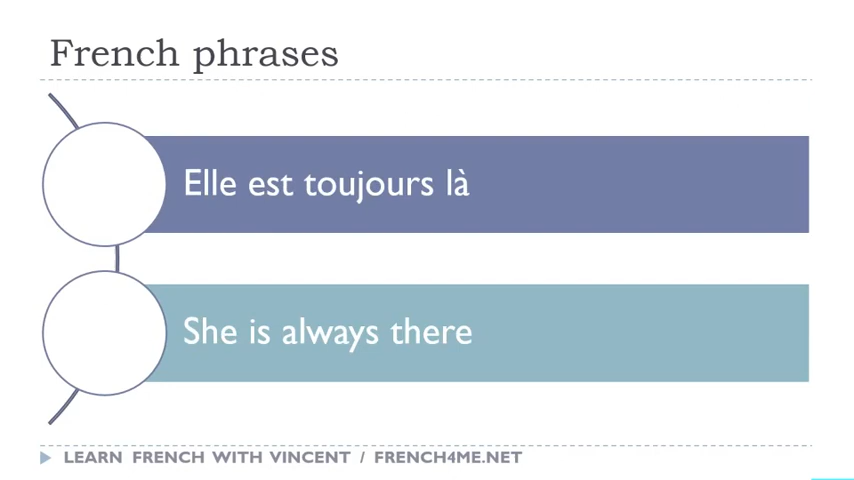 French phrases
Elle est toujours là
She is always there
LEARN FRENCH WITH VINCENT / FRENCH4ME.NET